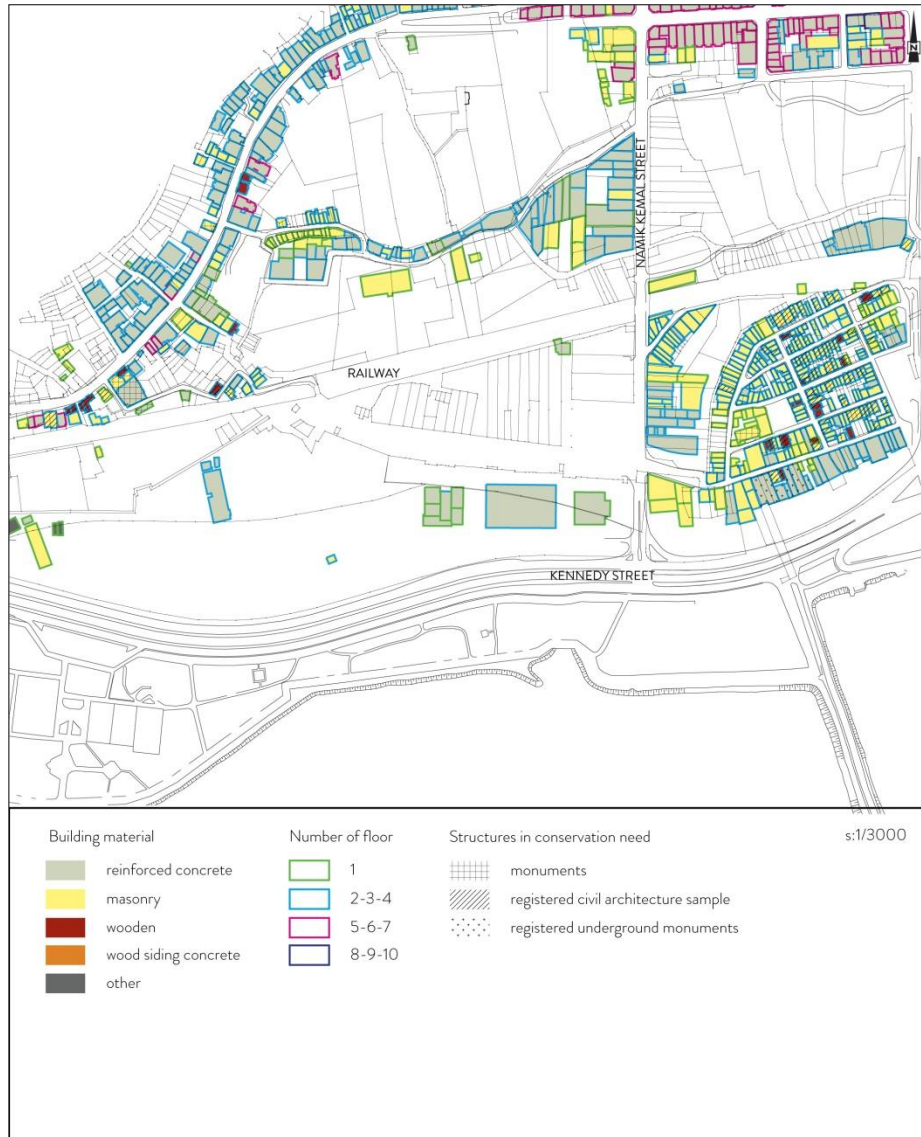 N
NAMIK KEMAL STREET
RAILWAY
KENNEDY STREET
Building material
reinforced concrete
masonry
wooden
wood siding concrete
other
Number of floor
1
2-3-4
5-6-7
8-9-10
Structures in conservation need
monuments
registered civil architecture sample
registered underground monuments
s:1/3000